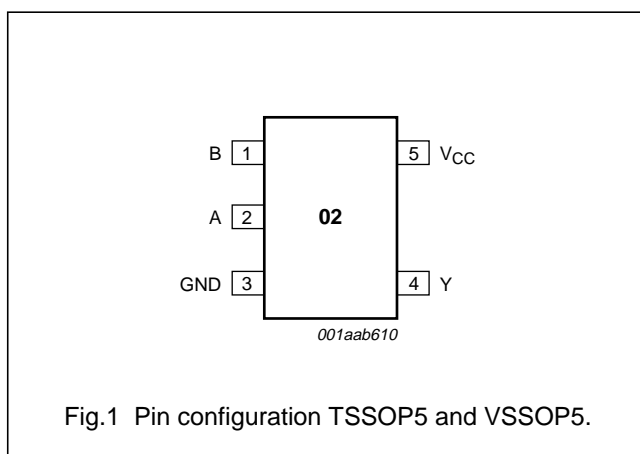 B 1 5 VCC
A 2 02
GND 3 4 Y
001aab610
Fig.1 Pin configuration TSSOP5 and VSSOP5.